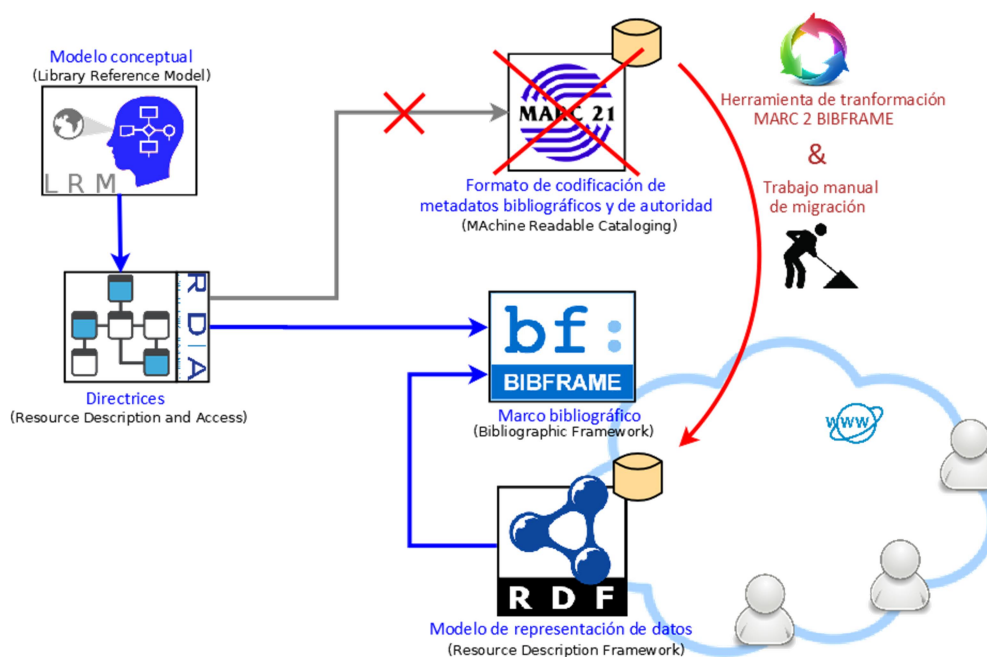 Modelo conceptual
(Library Reference Model)
L R M
MARC 21
Formato de codificación de
metadatos bibliográficos y de autoridad
(MAchine Readable Cataloging)
Herramienta de tranformación
MARC 2 BIBFRAME
&
Trabajo manual
de migración
R D A
Directrices
(Resource Description and Access)
bf:
BIBFRAME
Marco bibliográfico
(Bibliographic Framework)
www
R D F
Modelo de representación de datos
(Resource Description Framework)